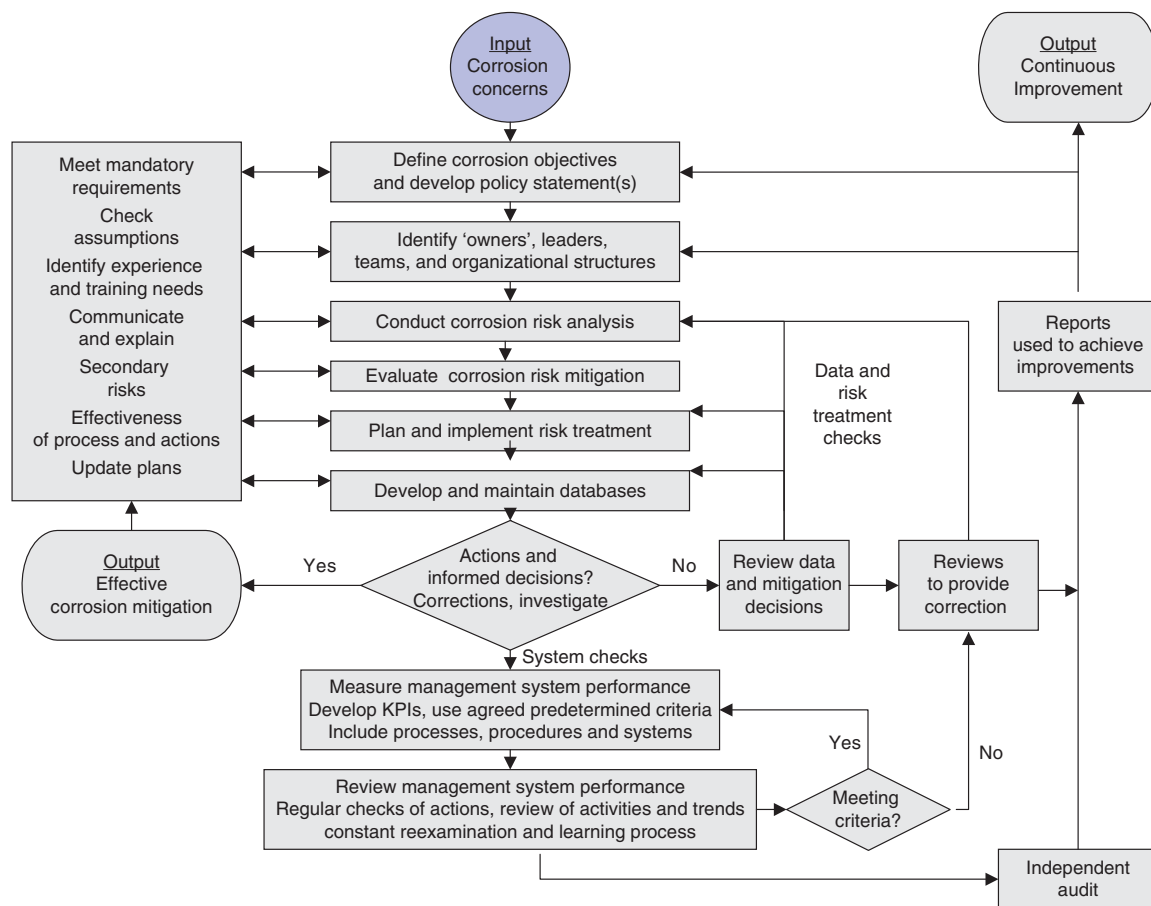 Input
Corrosion
concerns
Output
Continuous
Improvement
Meet mandatory
requirements
Check
assumptions
Identify experience
and training needs
Communicate
and explain
Secondary
risks
Effectiveness
of process and actions
Update plans
Define corrosion objectives
and develop policy statement(s)
Identify ‘owners’, leaders,
teams, and organizational structures
Conduct corrosion risk analysis
Evaluate corrosion risk mitigation
Plan and implement risk treatment
Develop and maintain databases
Data and
risk
treatment
checks
Reports
used to achieve
improvements
Output
Effective
corrosion mitigation
Yes
Actions and
informed decisions?
Corrections, investigate
No
Review data
and mitigation
decisions
Reviews
to provide
correction
System checks
Measure management system performance
Develop KPIs, use agreed predetermined criteria
Include processes, procedures and systems
Yes
No
Review management system performance
Regular checks of actions, review of activities and trends
constant reexamination and learning process
Meeting
criteria?
Independent
audit